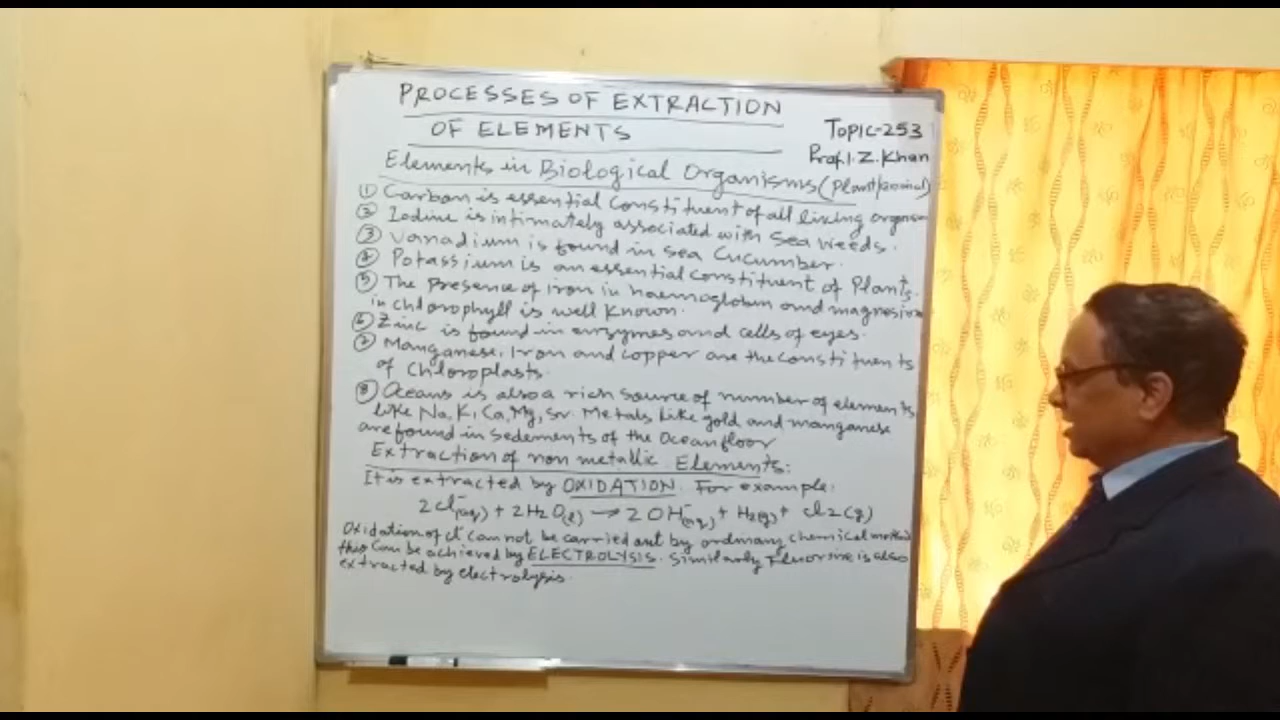 PROCESSES OF EXTRACTION
OF ELEMENTS
TOPIC-253
Prof. I. Z. Khan
Elements in Biological Organisms (Plant/Animal)
① Carbon is essential constituent of all living organism
② Iodine is intimately associated with Sea Weeds.
③ Vanadium is found in Sea Cucumber.
④ Potassium is an essential constituent of Plants.
⑤ The presence of iron in haemoglobin and magnesium
in chlorophyll is well known.
⑥ Zinc is found in enzymes and cells of eyes.
⑦ Manganese, Iron and copper are the constituents
of Chloroplasts.
⑧ Oceans is also a rich source of number of elements
like Na, K, Ca, Mg, Sr. Metals like gold and manganese
are found in Sedements of the Ocean floor
Extraction of non metallic Elements:
It is extracted by OXIDATION. For example:
2Cl⁻(aq) + 2H2O(l) → 2OH⁻(aq) + H2(g) + Cl2(g)
Oxidation of Cl⁻ cannot be carried out by ordinary chemical method
this can be achieved by ELECTROLYSIS. Similarly Fluorine is also
extracted by electrolysis.